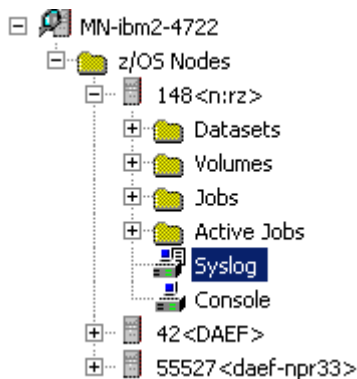 MN-ibm2-4722
z/OS Nodes
148<n:rz>
Datasets
Volumes
Jobs
Active Jobs
Syslog
Console
42<DAEF>
55527<daef-npr33>